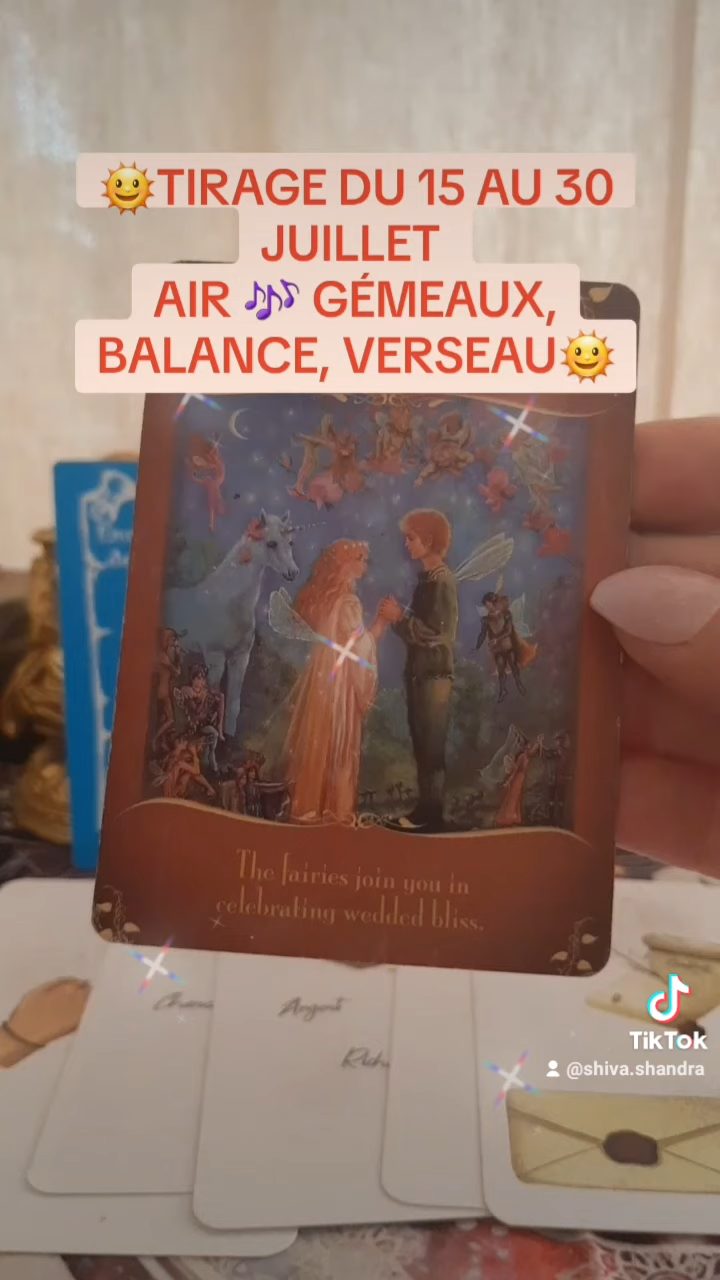 🌞TIRAGE DU 15 AU 30
JUILLET
AIR 🎶 GÉMEAUX,
BALANCE, VERSEAU🌞
The fairies join you in
celebrating wedded bliss.
Argent
TikTok
@shiva.shandra